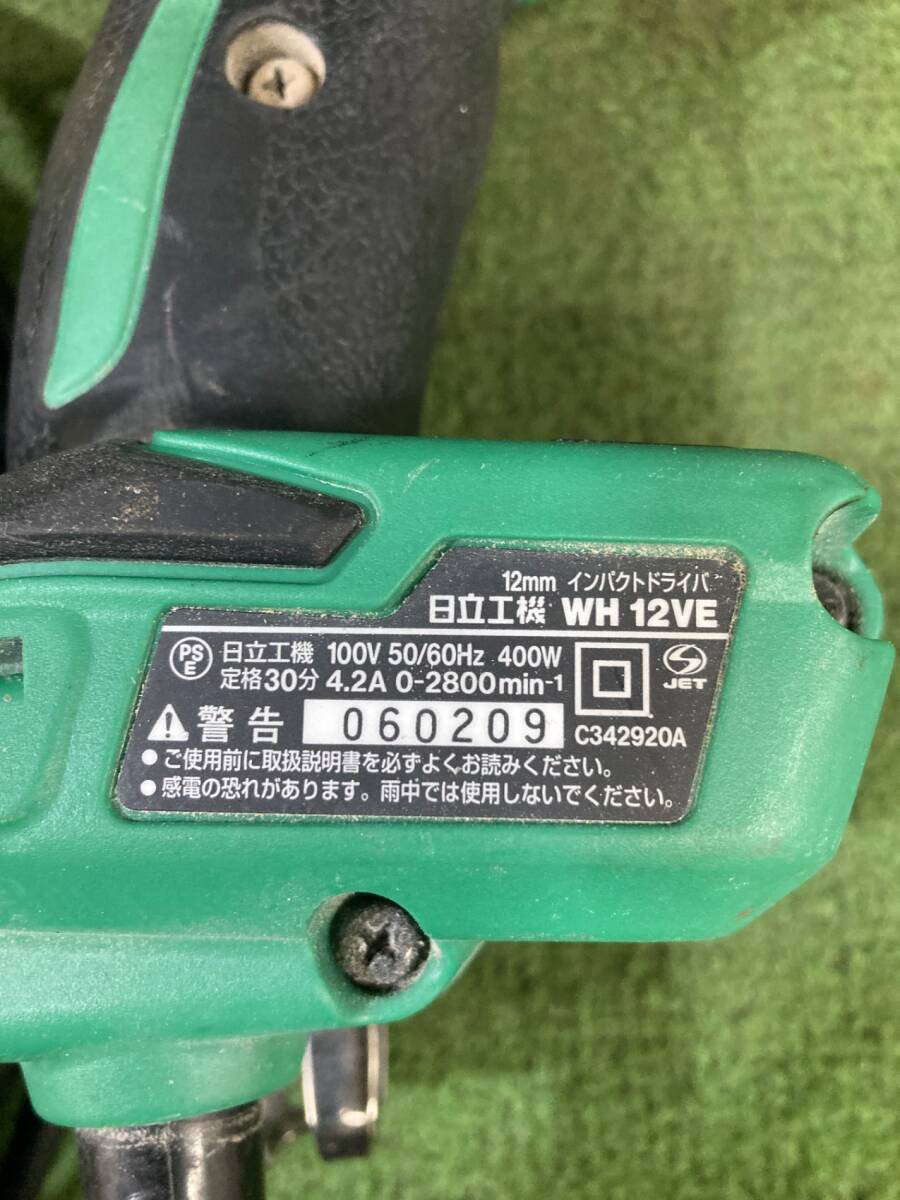 12mm インパクトドライバ
日立工機 WH 12VE
PS E 日立工機 100V 50/60Hz 400W
定格30分 4.2A 0-2800min-1
JET
警告 060209 C342920A
●ご使用前に取扱説明書を必ずよくお読みください。
●感電の恐れがあります。雨中では使用しないでください。